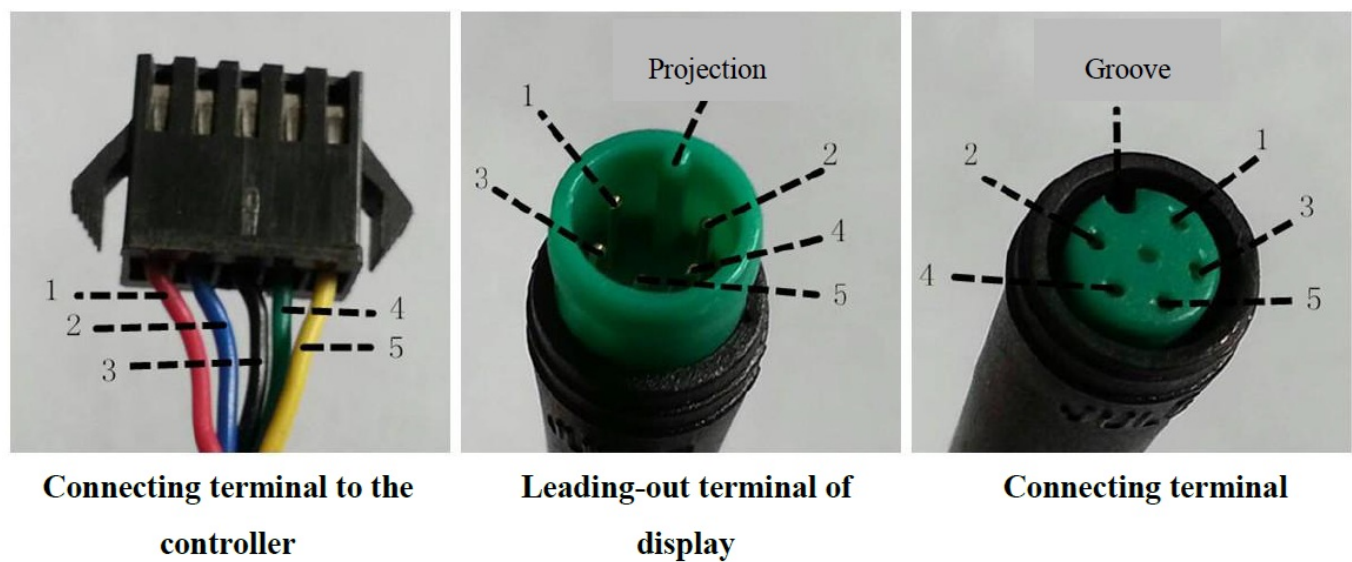 Projection
Groove
1
2
3
4
5
1
2
3
4
5
2
1
3
4
5
Connecting terminal to the
controller
Leading-out terminal of
display
Connecting terminal